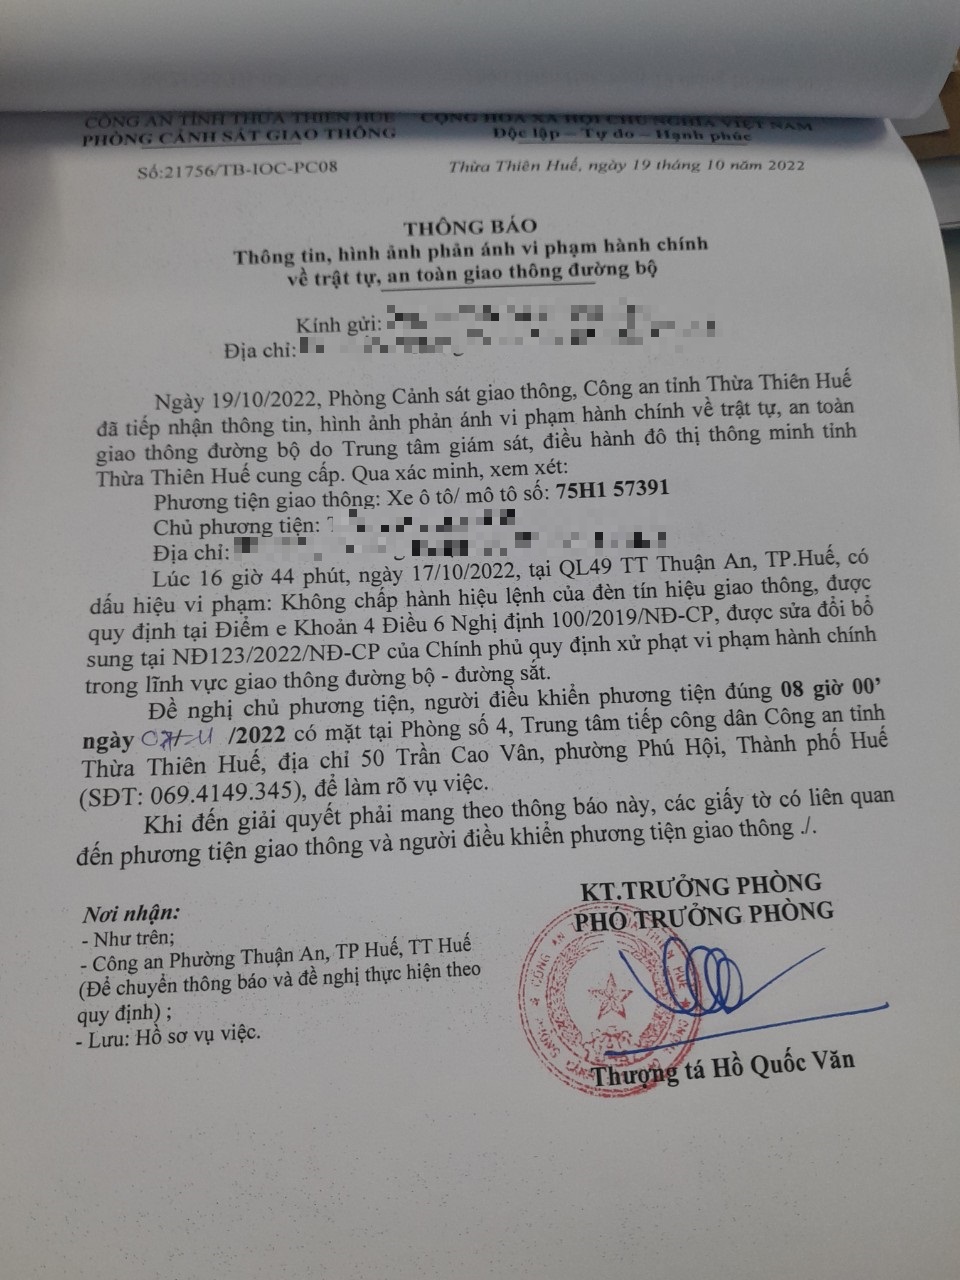 CÔNG AN TỈNH THỪA THIÊN HUẾ
CỘNG HÒA XÃ HỘI CHỦ NGHĨA VIỆT NAM
PHÒNG CẢNH SÁT GIAO THÔNG
Độc lập – Tự do – Hạnh phúc
Số:21756/TB-IOC-PC08
Thừa Thiên Huế, ngày 19 tháng 10 năm 2022
THÔNG BÁO
Thông tin, hình ảnh phản ánh vi phạm hành chính
về trật tự, an toàn giao thông đường bộ
Kính gửi:
Địa chỉ:
Ngày 19/10/2022, Phòng Cảnh sát giao thông, Công an tỉnh Thừa Thiên Huế
đã tiếp nhận thông tin, hình ảnh phản ánh vi phạm hành chính về trật tự, an toàn
giao thông đường bộ do Trung tâm giám sát, điều hành đô thị thông minh tỉnh
Thừa Thiên Huế cung cấp. Qua xác minh, xem xét:
Phương tiện giao thông: Xe ô tô/ mô tô số: 75H1 57391
Chủ phương tiện:
Địa chỉ:
Lúc 16 giờ 44 phút, ngày 17/10/2022, tại QL49 TT Thuận An, TP.Huế, có
dấu hiệu vi phạm: Không chấp hành hiệu lệnh của đèn tín hiệu giao thông, được
quy định tại Điểm e Khoản 4 Điều 6 Nghị định 100/2019/NĐ-CP, được sửa đổi bổ
sung tại NĐ123/2022/NĐ-CP của Chính phủ quy định xử phạt vi phạm hành chính
trong lĩnh vực giao thông đường bộ - đường sắt.
Đề nghị chủ phương tiện, người điều khiển phương tiện đúng 08 giờ 00’
ngày /2022 có mặt tại Phòng số 4, Trung tâm tiếp công dân Công an tỉnh
Thừa Thiên Huế, địa chỉ 50 Trần Cao Vân, phường Phú Hội, Thành phố Huế
(SĐT: 069.4149.345), để làm rõ vụ việc.
Khi đến giải quyết phải mang theo thông báo này, các giấy tờ có liên quan
đến phương tiện giao thông và người điều khiển phương tiện giao thông ./.
KT.TRƯỞNG PHÒNG
PHÓ TRƯỞNG PHÒNG
Nơi nhận:
- Như trên;
- Công an Phường Thuận An, TP Huế, TT Huế
(Để chuyển thông báo và đề nghị thực hiện theo
quy định) ;
- Lưu: Hồ sơ vụ việc.
Thượng tá Hồ Quốc Văn